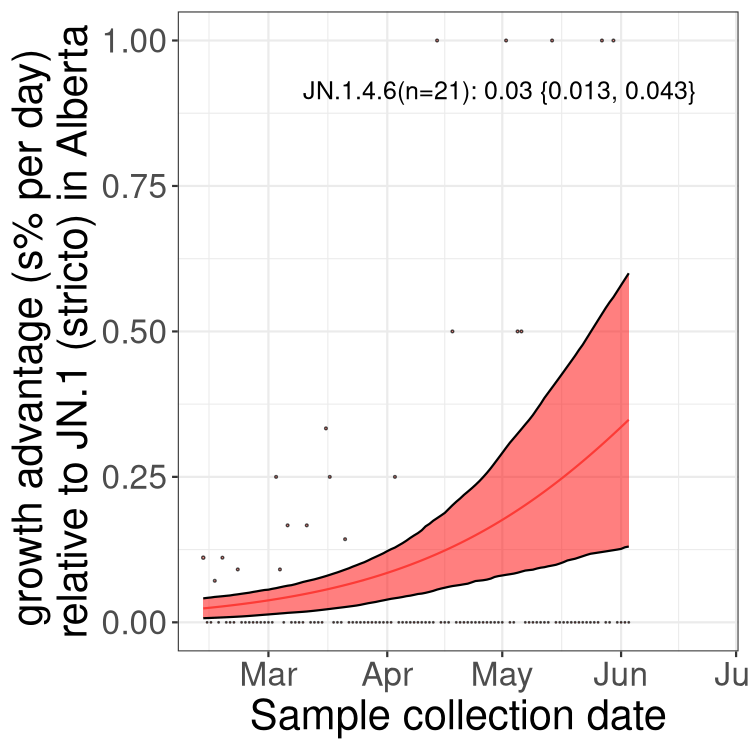 growth advantage (s% per day)
relative to JN.1 (stricto) in Alberta
1.00
0.75
0.50
0.25
0.00
JN.1.4.6(n=21): 0.03 {0.013, 0.043}
Mar
Apr
May
Jun
Ju
Sample collection date